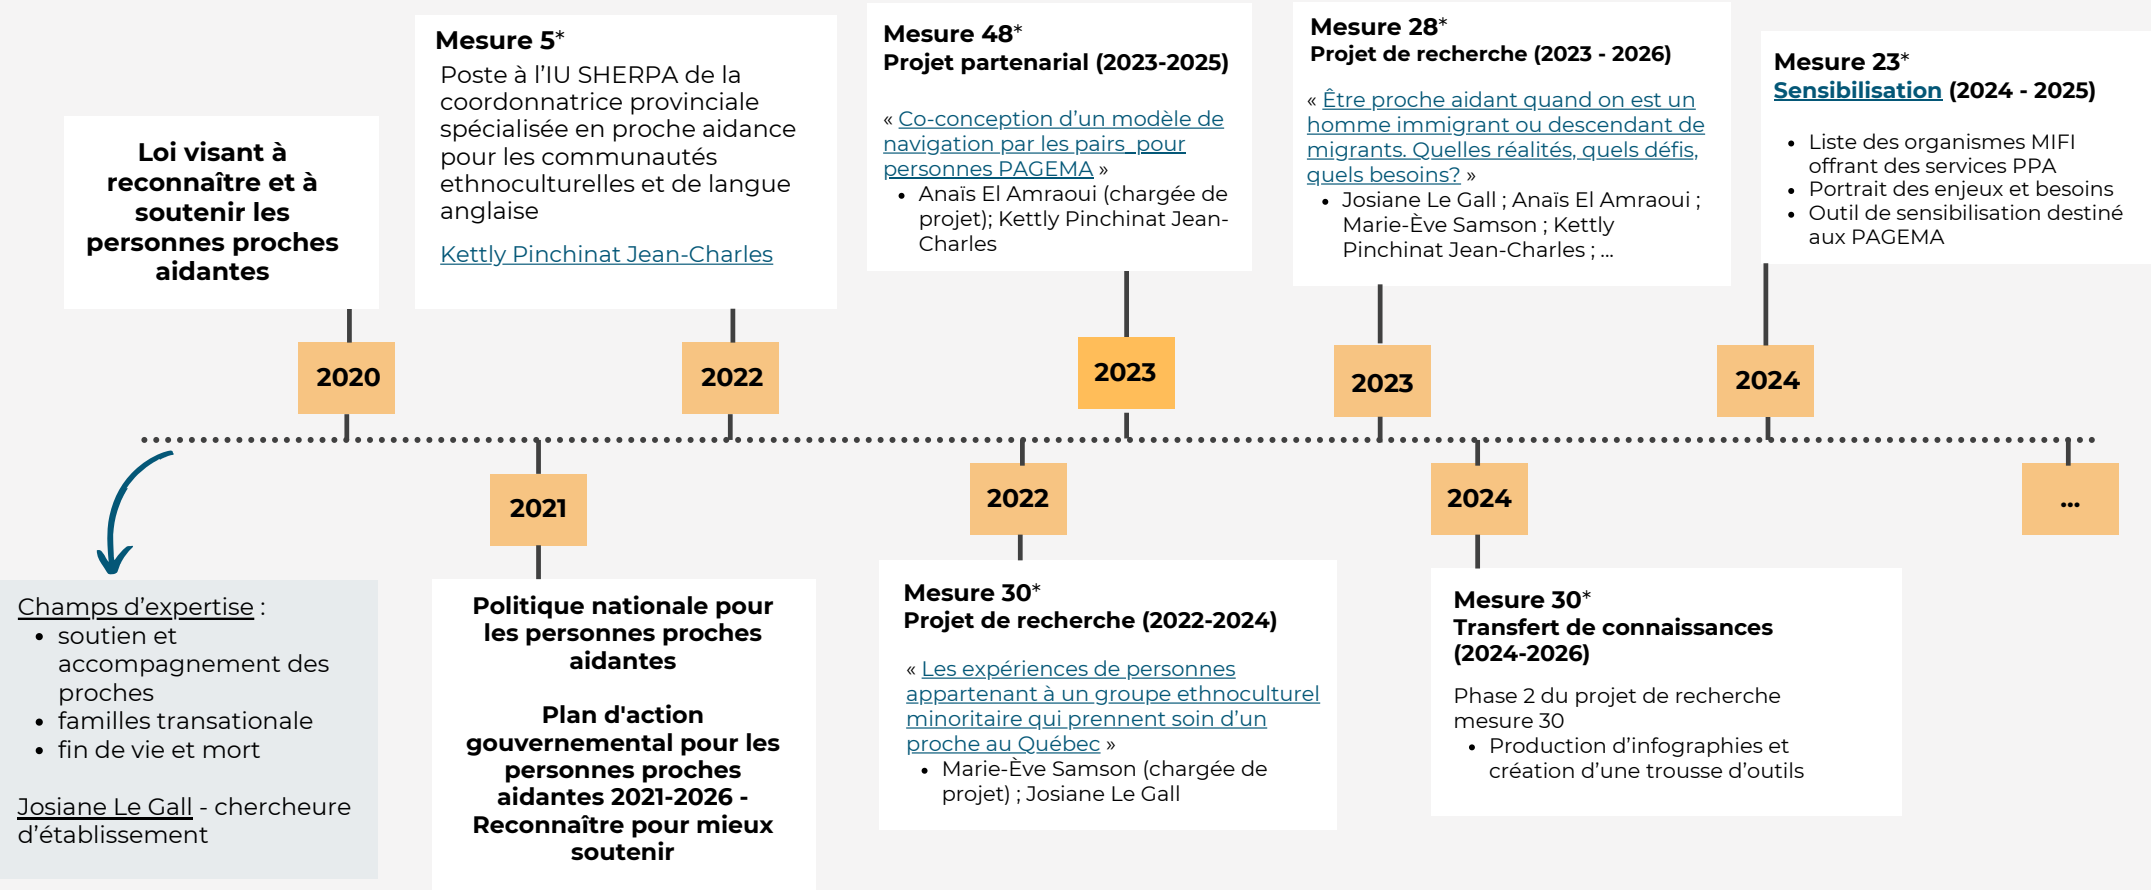 Loi visant à
reconnaître et à
soutenir les
personnes proches
aidantes
2020
Mesure 5*
Poste à l'IU SHERPA de la
coordonnatrice provinciale
spécialisée en proche aidance
pour les communautés
ethnoculturelles et de langue
anglaise
Kettly Pinchinat Jean-Charles
2022
Mesure 48*
Projet partenarial (2023-2025)
« Co-conception d'un modèle de
navigation par les pairs pour
personnes PAGEMA »
• Anaïs El Amraoui (chargée de
projet); Kettly Pinchinat Jean-
Charles
2023
Mesure 28*
Projet de recherche (2023 - 2026)
« Être proche aidant quand on est un
homme immigrant ou descendant de
migrants. Quelles réalités, quels défis,
quels besoins? »
• Josiane Le Gall ; Anaïs El Amraoui ;
Marie-Ève Samson ; Kettly
Pinchinat Jean-Charles ; ...
2023
Mesure 23*
Sensibilisation (2024 - 2025)
• Liste des organismes MIFI
offrant des services PPA
• Portrait des enjeux et besoins
• Outil de sensibilisation destiné
aux PAGEMA
2024
Champs d'expertise :
• soutien et
accompagnement des
proches
• familles transationale
• fin de vie et mort
Josiane Le Gall - chercheure
d'établissement
2021
Politique nationale pour
les personnes proches
aidantes
Plan d'action
gouvernemental pour les
personnes proches
aidantes 2021-2026 -
Reconnaître pour mieux
soutenir
2022
Mesure 30*
Projet de recherche (2022-2024)
« Les expériences de personnes
appartenant à un groupe ethnoculturel
minoritaire qui prennent soin d'un
proche au Québec »
• Marie-Ève Samson (chargée de
projet) ; Josiane Le Gall
2024
Mesure 30*
Transfert de connaissances
(2024-2026)
Phase 2 du projet de recherche
mesure 30
• Production d'infographies et
création d'une trousse d'outils
...